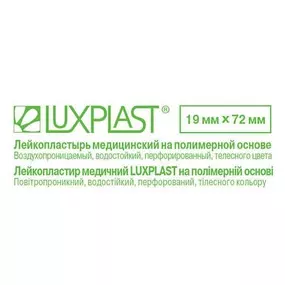 LUXPLAST® 19 мм × 72 мм
Лейкопластырь медицинский на полимерной основе
Воздухопроницаемый, водостойкий, перфорированный, телесного цвета
Лейкопластир медичний LUXPLAST на полімерній основі
Повітропроникний, водостійкий, перфорований, тілесного кольору